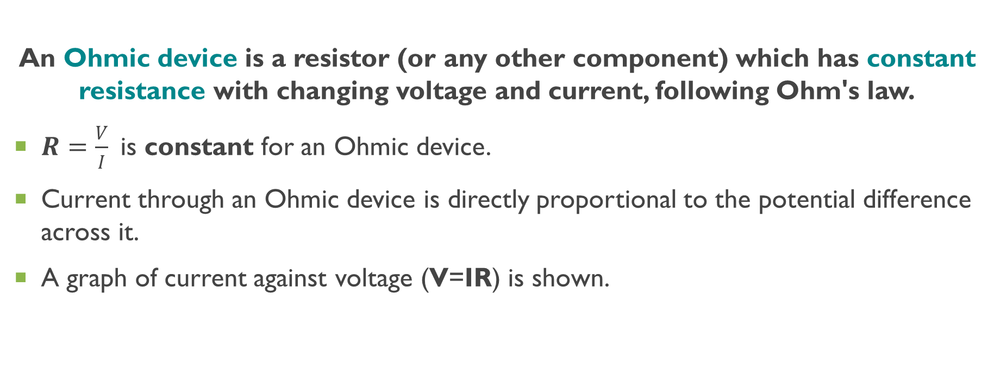 An Ohmic device is a resistor (or any other component) which has constant
resistance with changing voltage and current, following Ohm's law.
▪ R = V/I is constant for an Ohmic device.
▪ Current through an Ohmic device is directly proportional to the potential difference
across it.
▪ A graph of current against voltage (V=IR) is shown.